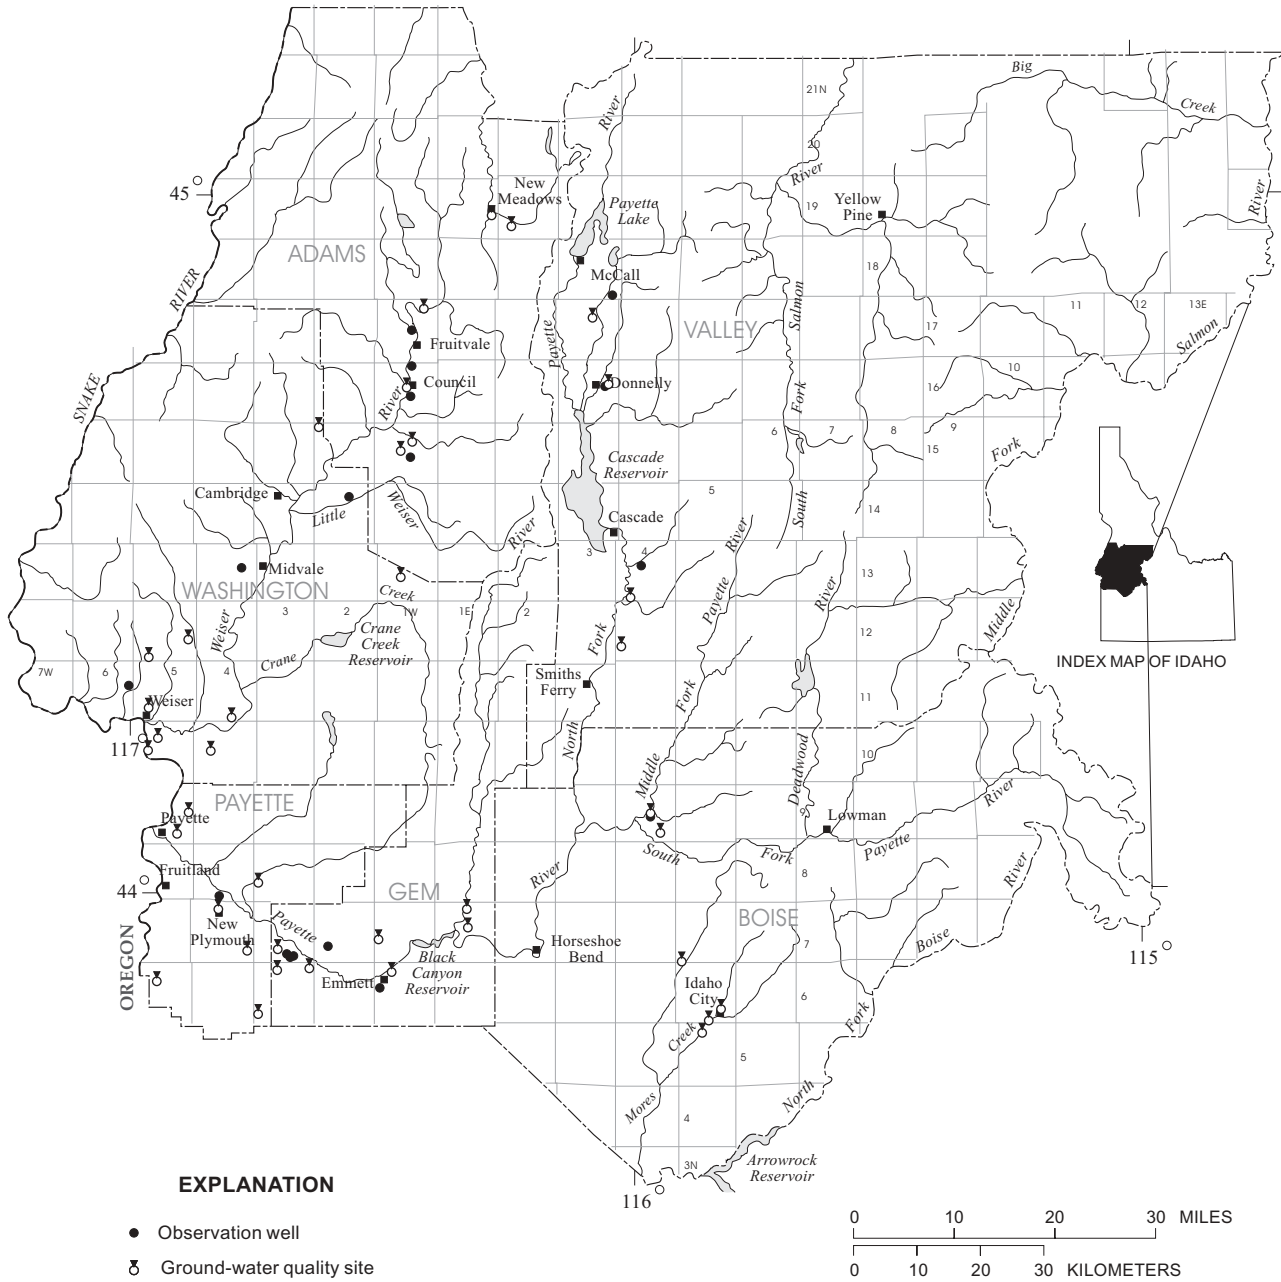 Big
Creek
21N
River
20
River
45
New
Meadows
Payette
Lake
19
Yellow
Pine
River
ADAMS
18
McCall
RIVER
Salmon
11
12
13E
VALLEY
17
Salmon
Payette
Fruitvale
10
16
Council
Donnelly
SNAKE
River
Fork
6
7
8
9
15
Fork
Cascade
Reservoir
Cambridge
5
Little
Weiser
South
14
River
Cascade
River
3
4
Midvale
13
WASHINGTON
Creek
River
Payette
3
2
1W
1E
2
Middle
Weiser
Crane
Creek
Reservoir
Fork
12
Crane
INDEX MAP OF IDAHO
7W
6
5
4
Smiths
Ferry
Weiser
Fork
11
117
North
10
Deadwood
Middle
PAYETTE
River
9
Payette
Lowman
South
Fork
Payette
Fruitland
River
8
River
44
GEM
BOISE
New
Plymouth
Payette
Horseshoe
Bend
7
Boise
115
Black
Canyon
Reservoir
OREGON
Emmett
Idaho
City
6
Fork
Creek
5
Mores
North
4
3N
Arrowrock
Reservoir
116
EXPLANATION
Observation well
Ground-water quality site
0 10 20 30 MILES
0 10 20 30 KILOMETERS